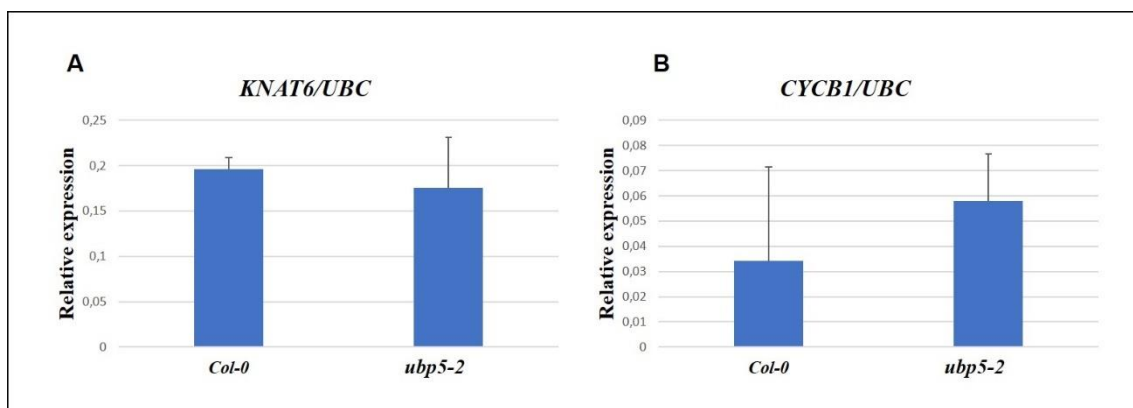 A
KNAT6/UBC
Relative expression
0,25
0,2
0,15
0,1
0,05
0
Col-0
ubp5-2
B
CYCB1/UBC
Relative expression
0,09
0,08
0,07
0,06
0,05
0,04
0,03
0,02
0,01
0
Col-0
ubp5-2